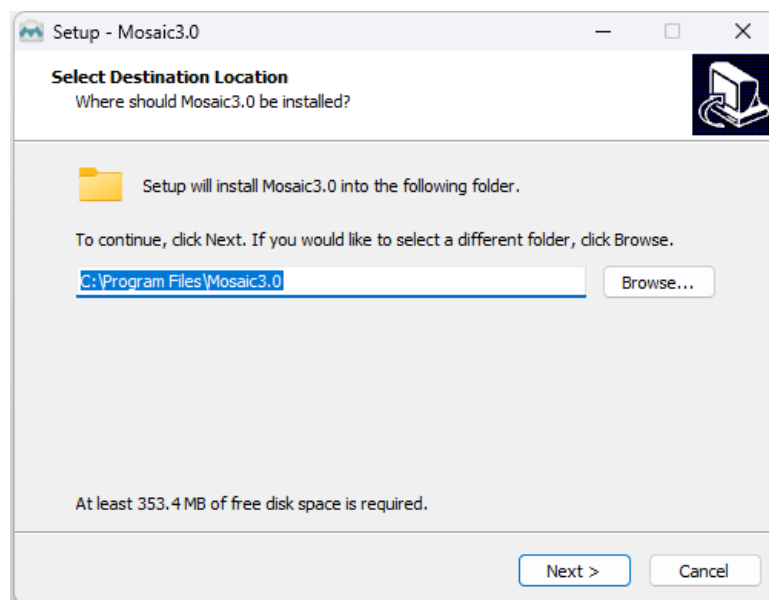 Setup - Mosaic3.0
Select Destination Location
Where should Mosaic3.0 be installed?
Setup will install Mosaic3.0 into the following folder.
To continue, click Next. If you would like to select a different folder, click Browse.
C:\Program Files\Mosaic3.0
Browse...
At least 353.4 MB of free disk space is required.
Next >
Cancel